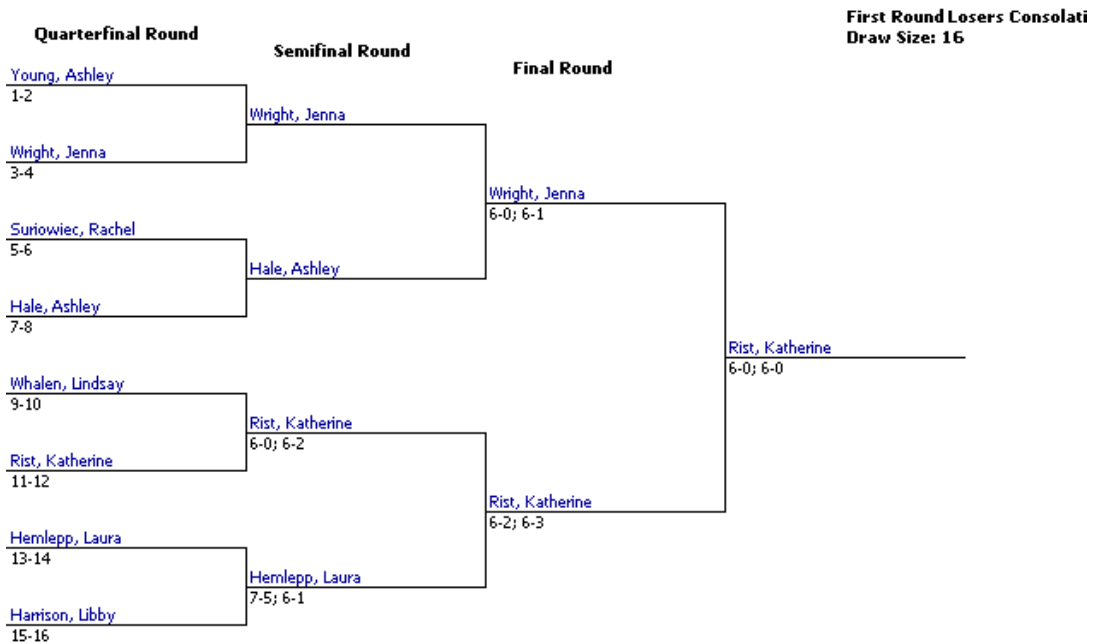 First Round Losers Consolati
Draw Size: 16
Quarterfinal Round
Semifinal Round
Final Round
Young, Ashley
1-2
Wright, Jenna
Wright, Jenna
3-4
Wright, Jenna
6-0; 6-1
Suriowiec, Rachel
5-6
Hale, Ashley
Hale, Ashley
7-8
Rist, Katherine
6-0; 6-0
Whalen, Lindsay
9-10
Rist, Katherine
6-0; 6-2
Rist, Katherine
11-12
Rist, Katherine
6-2; 6-3
Hemlepp, Laura
13-14
Hemlepp, Laura
7-5; 6-1
Harrison, Libby
15-16